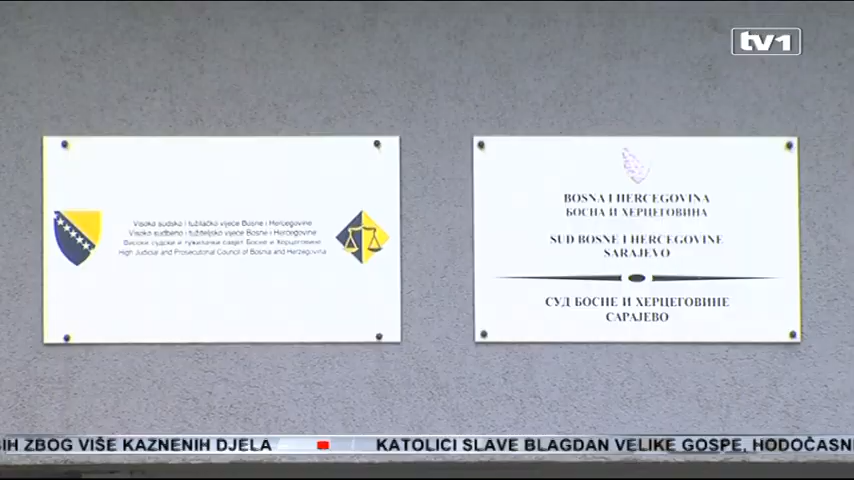 tv1
Visoko sudsko i tužilačko vijeće Bosne i Hercegovine
Visoko sudbeno i tužiteljsko vijeće Bosne i Hercegovine
Високи судски и тужилачки савјет Босне и Херцеговине
High Judicial and Prosecutorial Council of Bosnia and Herzegovina
BOSNA I HERCEGOVINA
БОСНА И ХЕРЦЕГОВИНА
SUD BOSNE I HERCEGOVINE
SARAJEVO
СУД БОСНЕ И ХЕРЦЕГОВИНЕ
САРАЈЕВО
IH ZBOG VIŠE KAZNENIH DJELA KATOLICI SLAVE BLAGDAN VELIKE GOSPE, HODOČASN